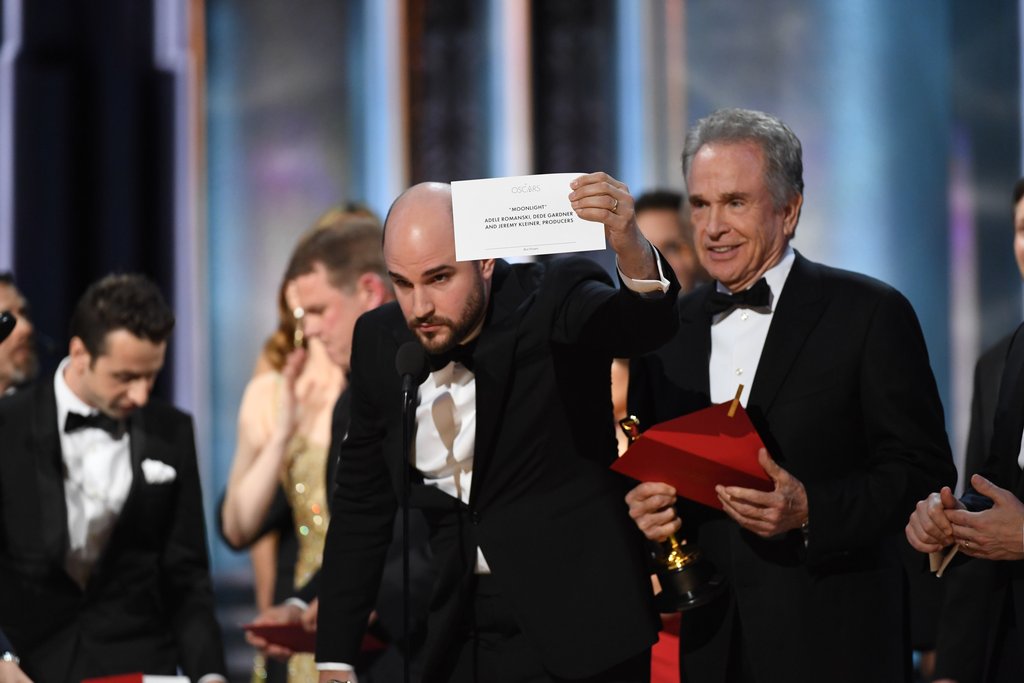 OSCARS
"MOONLIGHT"
ADELE ROMANSKI, DEDE GARDNER
AND JEREMY KLEINER, PRODUCERS